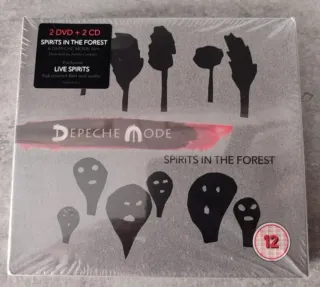 2 DVD + 2 CD
SPiRiTS IN THE FOREST
LIVE SPiRiTS
DEPECHE MODE
SPiRiTS IN THE FOREST
12